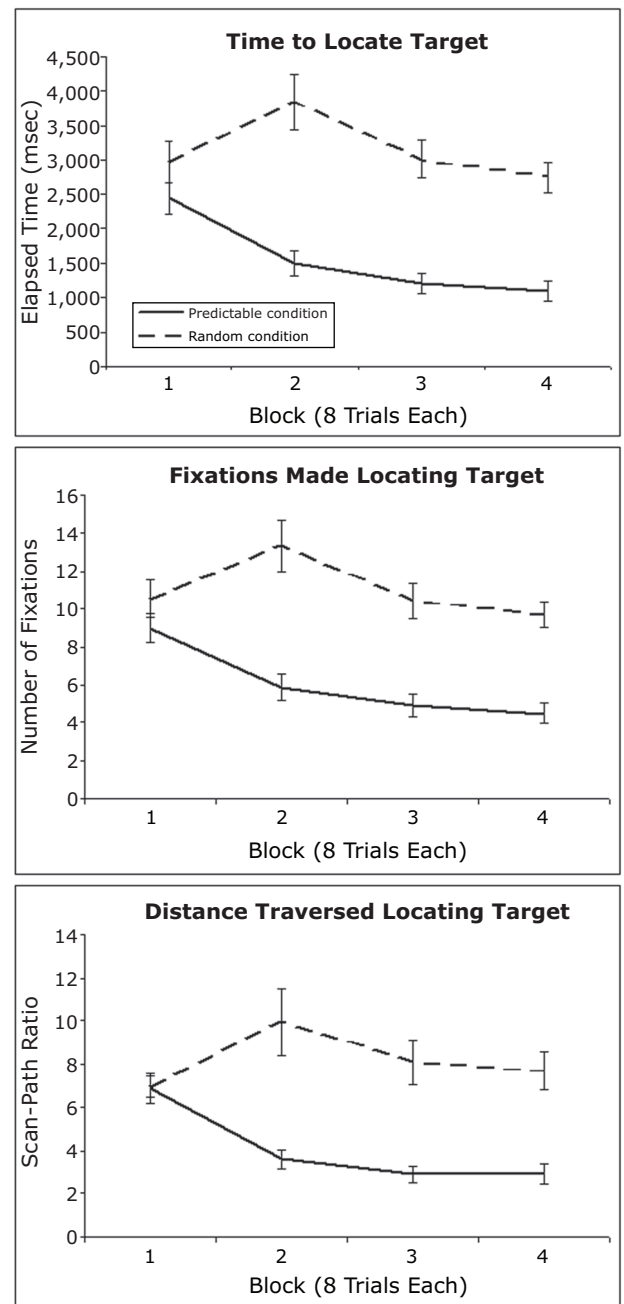 Time to Locate Target
Elapsed Time (msec)
4,500
4,000
3,500
3,000
2,500
2,000
1,500
1,000
500
0
Predictable condition
Random condition
1 2 3 4
Block (8 Trials Each)
Fixations Made Locating Target
Number of Fixations
16
14
12
10
8
6
4
2
0
1 2 3 4
Block (8 Trials Each)
Distance Traversed Locating Target
Scan-Path Ratio
14
12
10
8
6
4
2
0
1 2 3 4
Block (8 Trials Each)